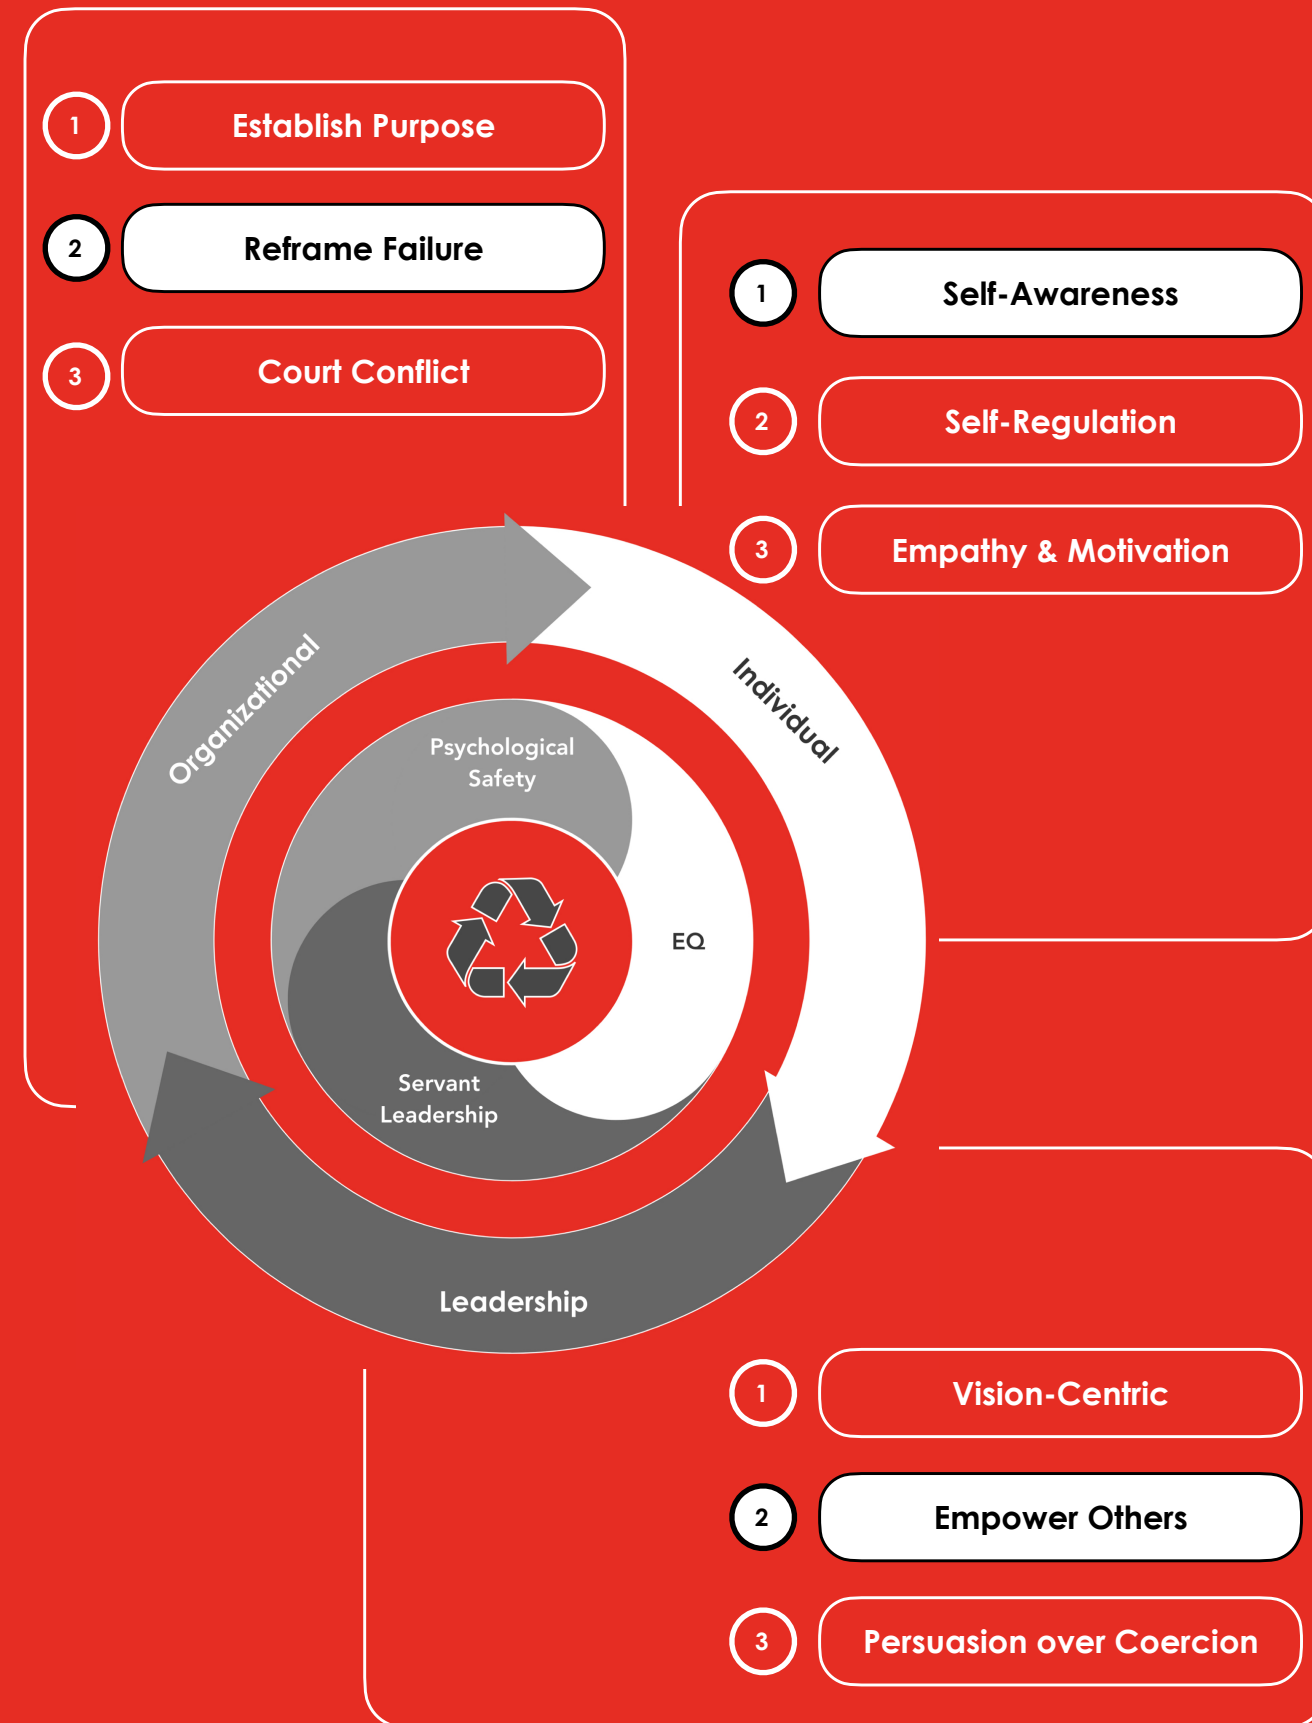 1 Establish Purpose
2 Reframe Failure
3 Court Conflict
1 Self-Awareness
2 Self-Regulation
3 Empathy & Motivation
Organizational
Individual
Psychological
Safety
EQ
Servant
Leadership
Leadership
1 Vision-Centric
2 Empower Others
3 Persuasion over Coercion